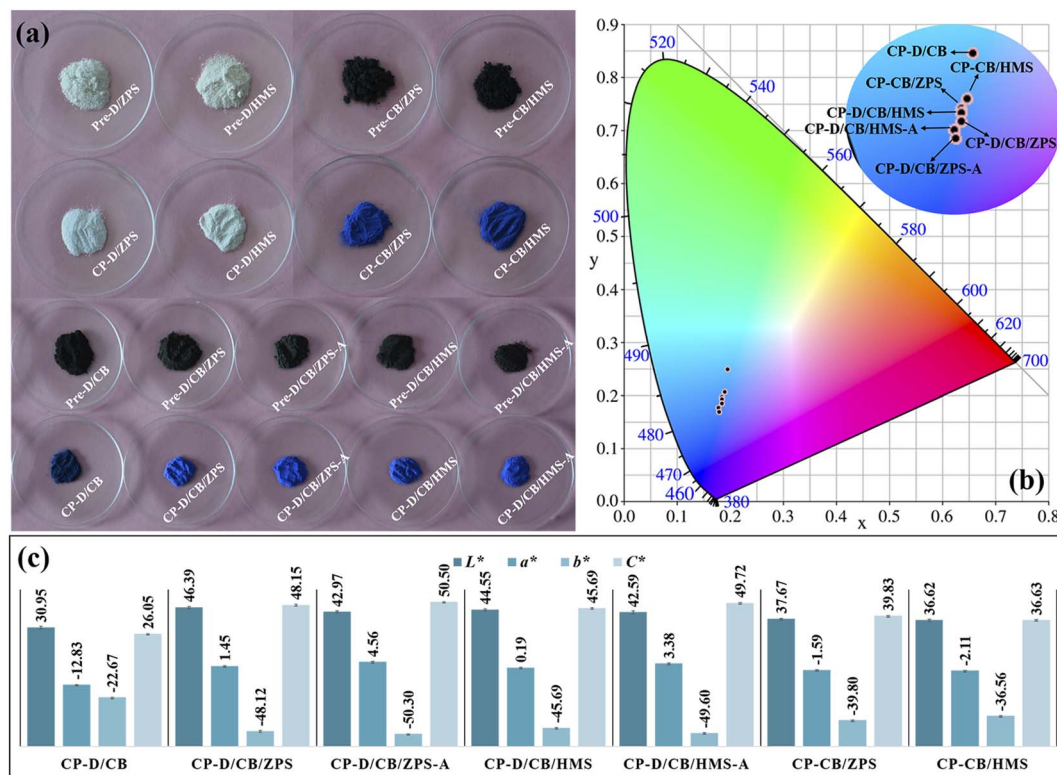 (a)
Pre-D/ZPS
Pre-D/HMS
Pre-CB/ZPS
Pre-CB/HMS
CP-D/ZPS
CP-D/HMS
CP-CB/ZPS
CP-CB/HMS
Pre-D/CB
Pre-D/CB/ZPS
Pre-D/CB/ZPS-A
Pre-D/CB/HMS
Pre-D/CB/HMS-A
CP-D/CB
CP-D/CB/ZPS
CP-D/CB/ZPS-A
CP-D/CB/HMS
CP-D/CB/HMS-A
0.9
0.8
0.7
0.6
0.5
y
0.4
0.3
0.2
0.1
0.0
0.0 0.1 0.2 0.3 0.4 0.5 0.6 0.7 0.8
x
520
540
560
500
580
600
620
490
700
480
470
460
380
CP-D/CB
CP-CB/HMS
CP-CB/ZPS
CP-D/CB/HMS
CP-D/CB/HMS-A
CP-D/CB/ZPS
CP-D/CB/ZPS-A
(b)
(c)
L* a* b* C*
30.95 -12.83 -22.67 26.05
46.39 1.45 -48.12 48.15
42.97 4.56 -50.30 50.50
44.55 0.19 -45.69 45.69
42.59 3.38 -49.60 49.72
37.67 -1.59 -39.80 39.83
36.62 -2.11 -36.56 36.63
CP-D/CB CP-D/CB/ZPS CP-D/CB/ZPS-A CP-D/CB/HMS CP-D/CB/HMS-A CP-CB/ZPS CP-CB/HMS